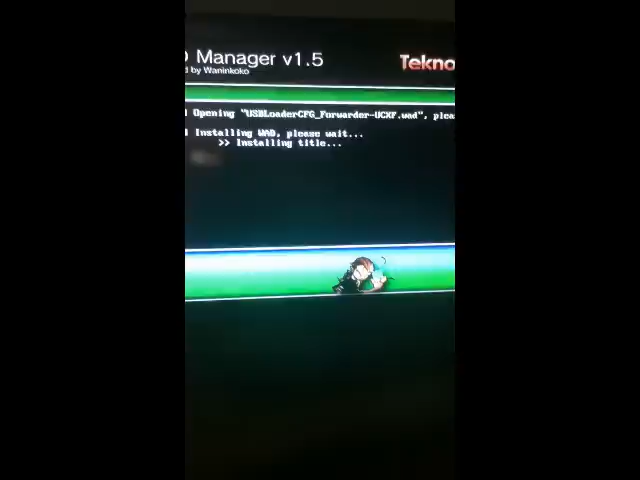 Manager v1.5
d by Waninkoko
Tekno
Opening "USBLoaderCFG_Forwarder-UCXF.wad", plea
Installing WAD, please wait...
>> Installing title...